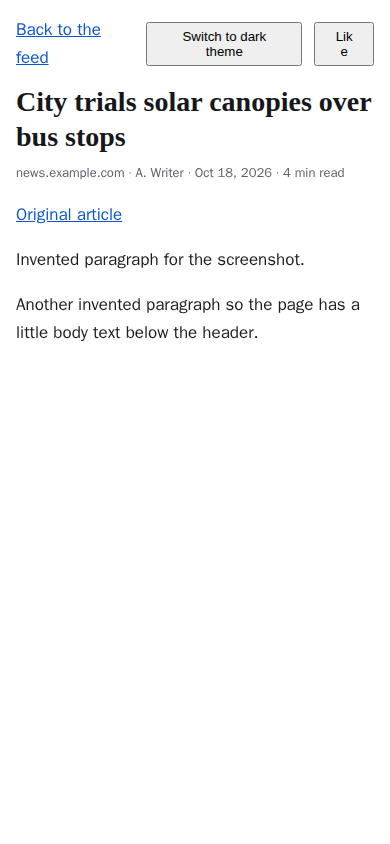 Back to the
feed
Switch to dark
theme
Lik
e
City trials solar canopies over
bus stops
news.example.com · A. Writer · Oct 18, 2026 · 4 min read
Original article
Invented paragraph for the screenshot.
Another invented paragraph so the page has a
little body text below the header.